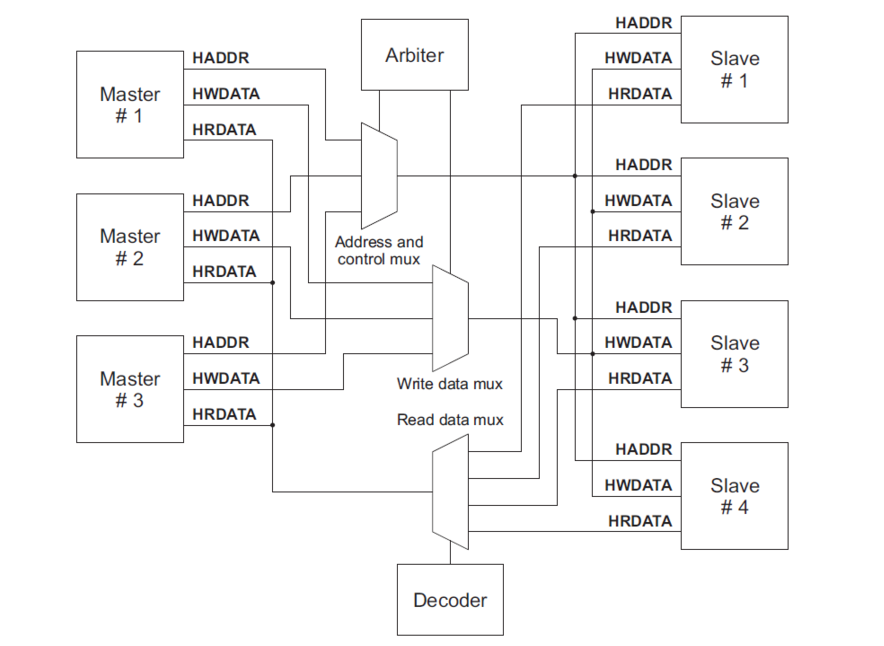 Master
# 1
HADDR
HWDATA
HRDATA
Master
# 2
HADDR
HWDATA
HRDATA
Master
# 3
HADDR
HWDATA
HRDATA
Arbiter
Address and
control mux
Write data mux
Read data mux
Decoder
HADDR
HWDATA
HRDATA
Slave
# 1
HADDR
HWDATA
HRDATA
Slave
# 2
HADDR
HWDATA
HRDATA
Slave
# 3
HADDR
HWDATA
HRDATA
Slave
# 4